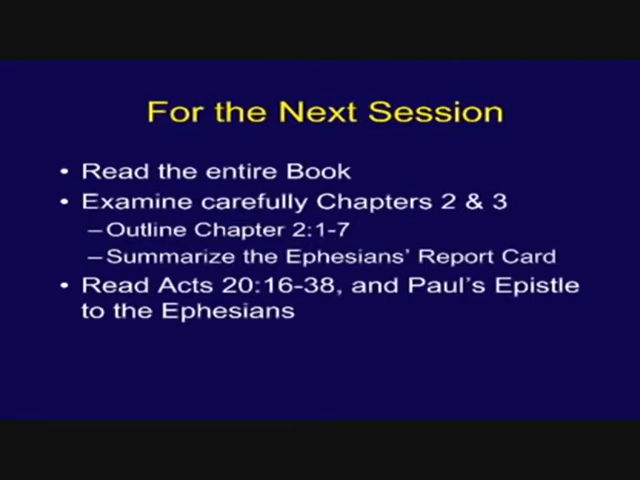 For the Next Session
• Read the entire Book
• Examine carefully Chapters 2 & 3
–Outline Chapter 2:1-7
–Summarize the Ephesians' Report Card
• Read Acts 20:16-38, and Paul's Epistle
to the Ephesians